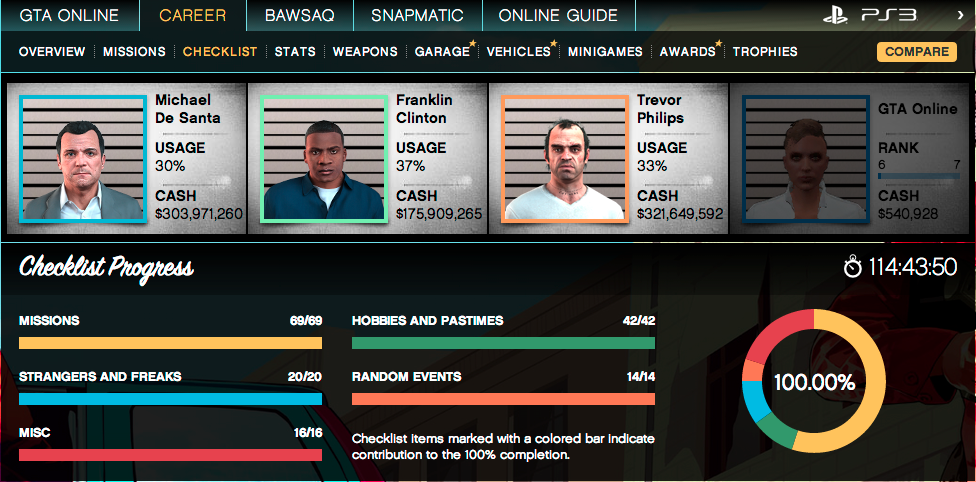 GTA ONLINE CAREER BAWSAQ SNAPMATIC ONLINE GUIDE PS3
OVERVIEW MISSIONS CHECKLIST STATS WEAPONS GARAGE VEHICLES MINIGAMES AWARDS TROPHIES COMPARE
Michael
De Santa
USAGE
30%
CASH
$303,971,260
Franklin
Clinton
USAGE
37%
CASH
$175,909,265
Trevor
Philips
USAGE
33%
CASH
$321,649,592
GTA Online
RANK
6 7
CASH
$540,928
Checklist Progress
114:43:50
MISSIONS 69/69
HOBBIES AND PASTIMES 42/42
STRANGERS AND FREAKS 20/20
RANDOM EVENTS 14/14
MISC 16/16
Checklist items marked with a colored bar indicate
contribution to the 100% completion.
100.00%